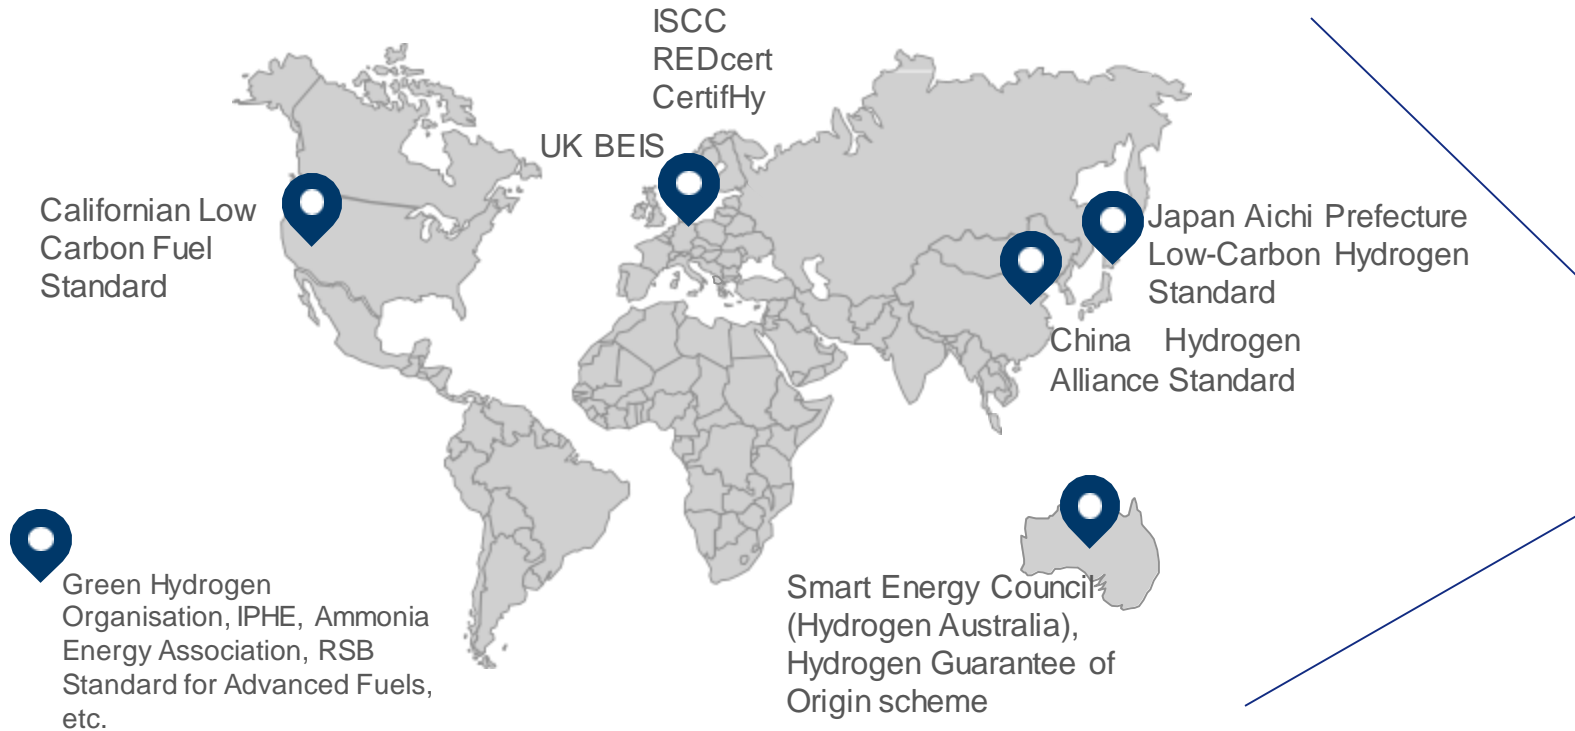 ISCC
REDcert
CertifHy
UK BEIS
Californian Low
Carbon Fuel
Standard
Japan Aichi Prefecture
Low-Carbon Hydrogen
Standard
China Hydrogen
Alliance Standard
Green Hydrogen
Organisation, IPHE, Ammonia
Energy Association, RSB
Standard for Advanced Fuels,
etc.
Smart Energy Council
(Hydrogen Australia),
Hydrogen Guarantee of
Origin scheme